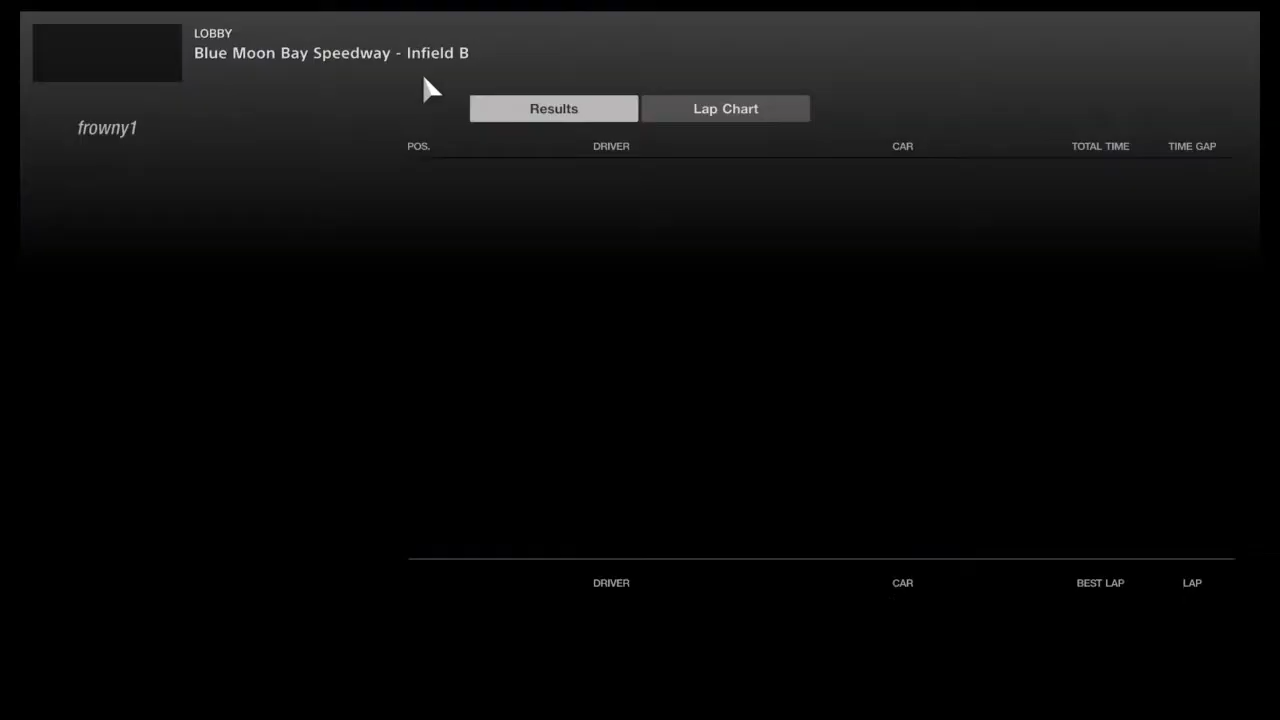 LOBBY
Blue Moon Bay Speedway - Infield B
Results Lap Chart
frowny1
POS. DRIVER CAR TOTAL TIME TIME GAP
DRIVER CAR BEST LAP LAP